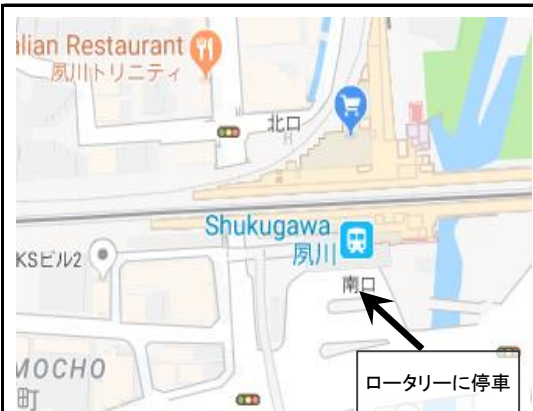 alian Restaurant
夙川トリニティ
北口
Shukugawa
夙川
KSビル2
南口
ロータリーに停車
MOCHO
町